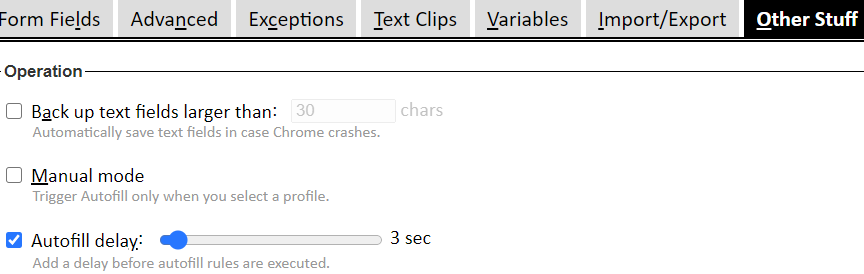 Form Fields Advanced Exceptions Text Clips Variables Import/Export Other Stuff
Operation
Back up text fields larger than: 30 chars
Automatically save text fields in case Chrome crashes.
Manual mode
Trigger Autofill only when you select a profile.
Autofill delay: 3 sec
Add a delay before autofill rules are executed.